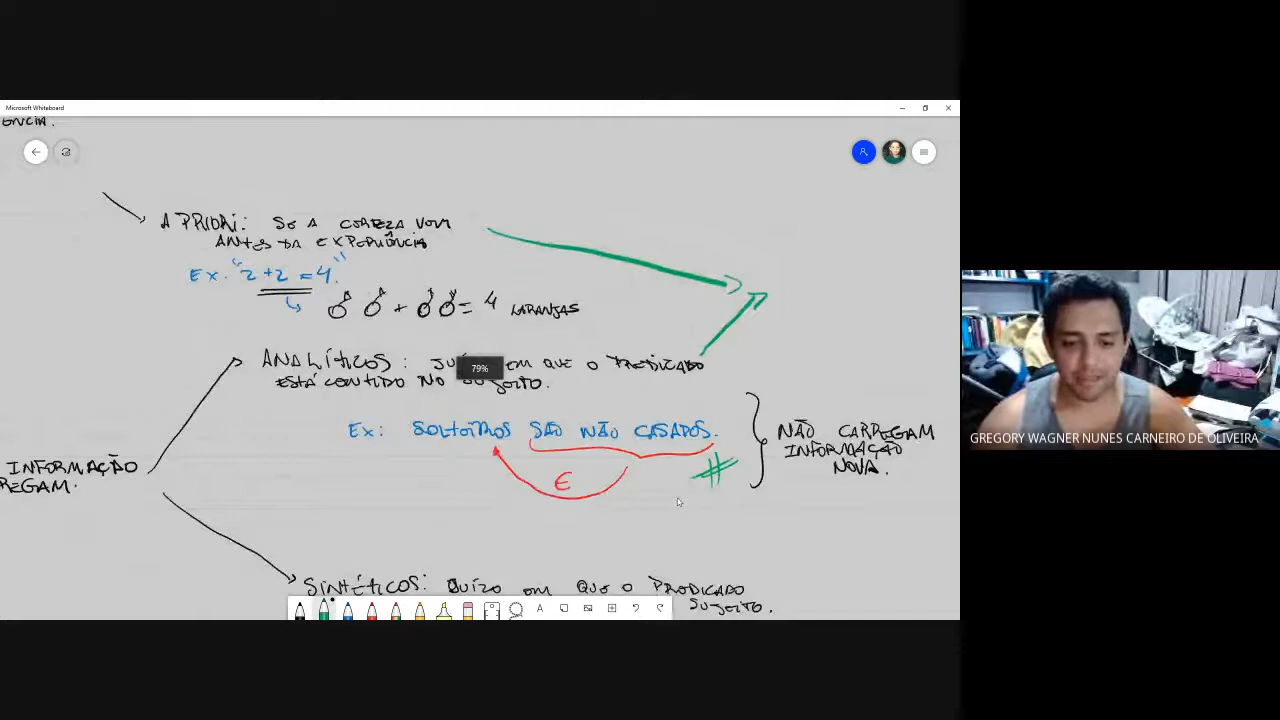 Microsoft Whiteboard
ÊNCIA.
A PRIORI: SE A CERTEZA VEM
ANTES DA EXPERIÊNCIA
EX. "2+2=4."
+ = 4 LARANJAS
ANALÍTICOS: EM QUE O PREDICADO
79%
ESTÁ CONTIDO NO SUJEITO.
EX: SOLTEIROS SÃO NÃO CASADOS.
NÃO CARREGAM
INFORMAÇÃO
NOVA.
GREGORY WAGNER NUNES CARNEIRO DE OLIVEIRA
∈
#
INFORMAÇÃO
REGAM.
SINTÉTICOS: JUÍZO EM QUE O PREDICADO
SUJEITO.